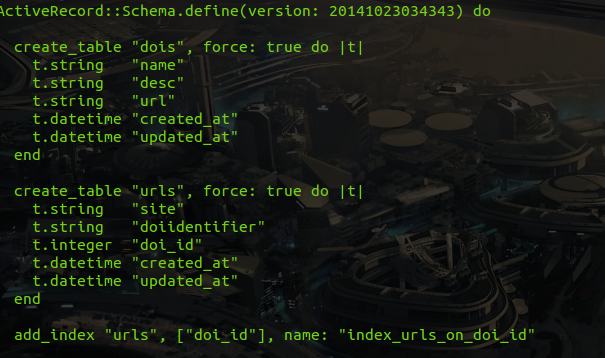 ActiveRecord::Schema.define(version: 20141023034343) do
create_table "dois", force: true do |t|
t.string "name"
t.string "desc"
t.string "url"
t.datetime "created_at"
t.datetime "updated_at"
end
create_table "urls", force: true do |t|
t.string "site"
t.string "doiidentifier"
t.integer "doi_id"
t.datetime "created_at"
t.datetime "updated_at"
end
add_index "urls", ["doi_id"], name: "index_urls_on_doi_id"